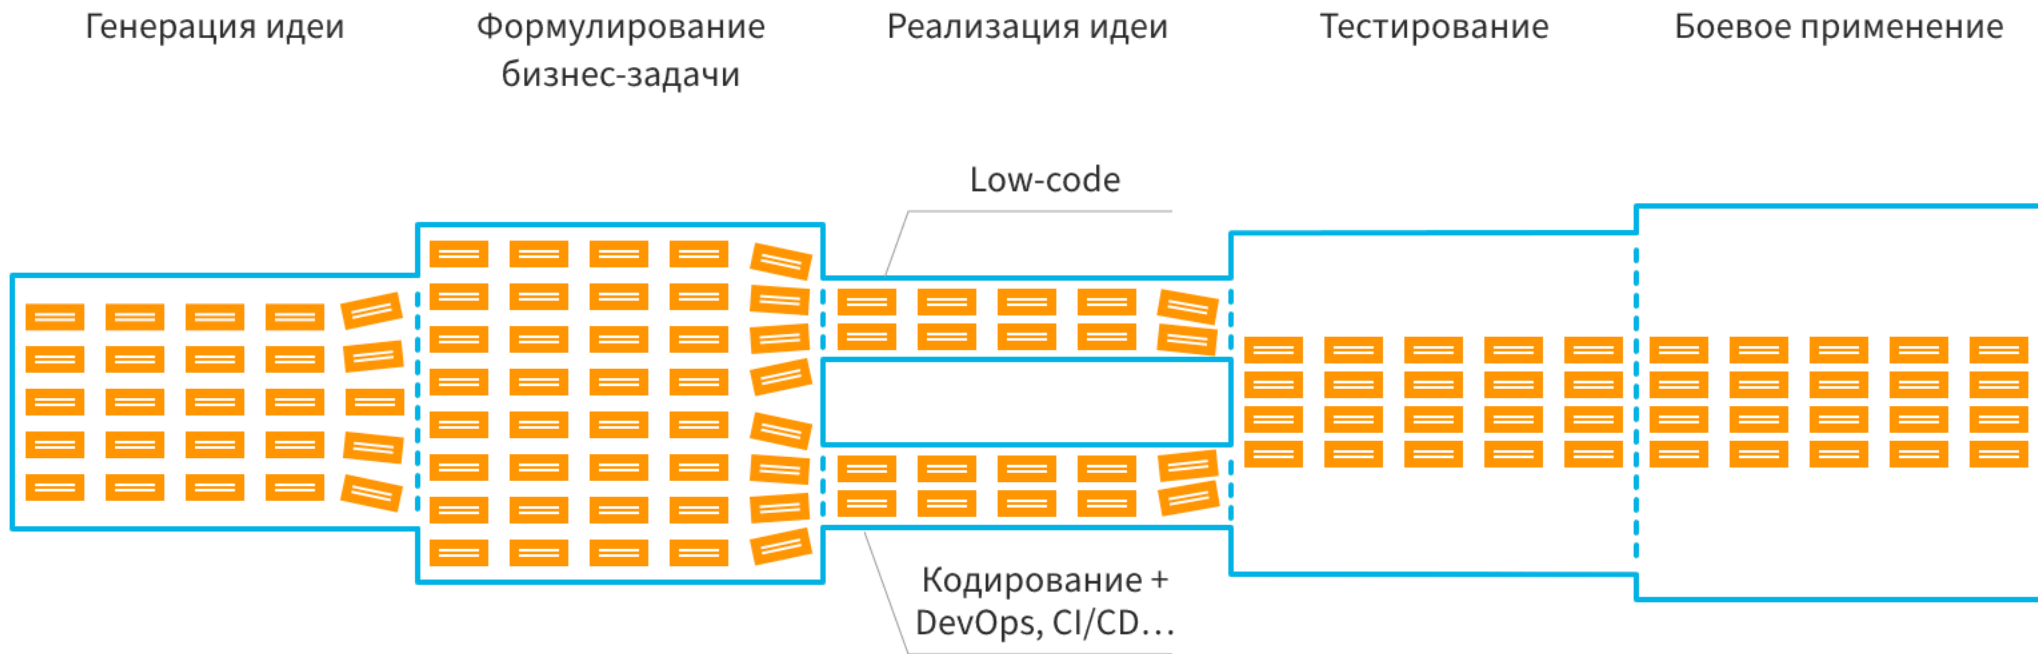 Генерация идеи
Формулирование
бизнес-задачи
Реализация идеи
Тестирование
Боевое применение
Low-code
Кодирование +
DevOps, CI/CD...